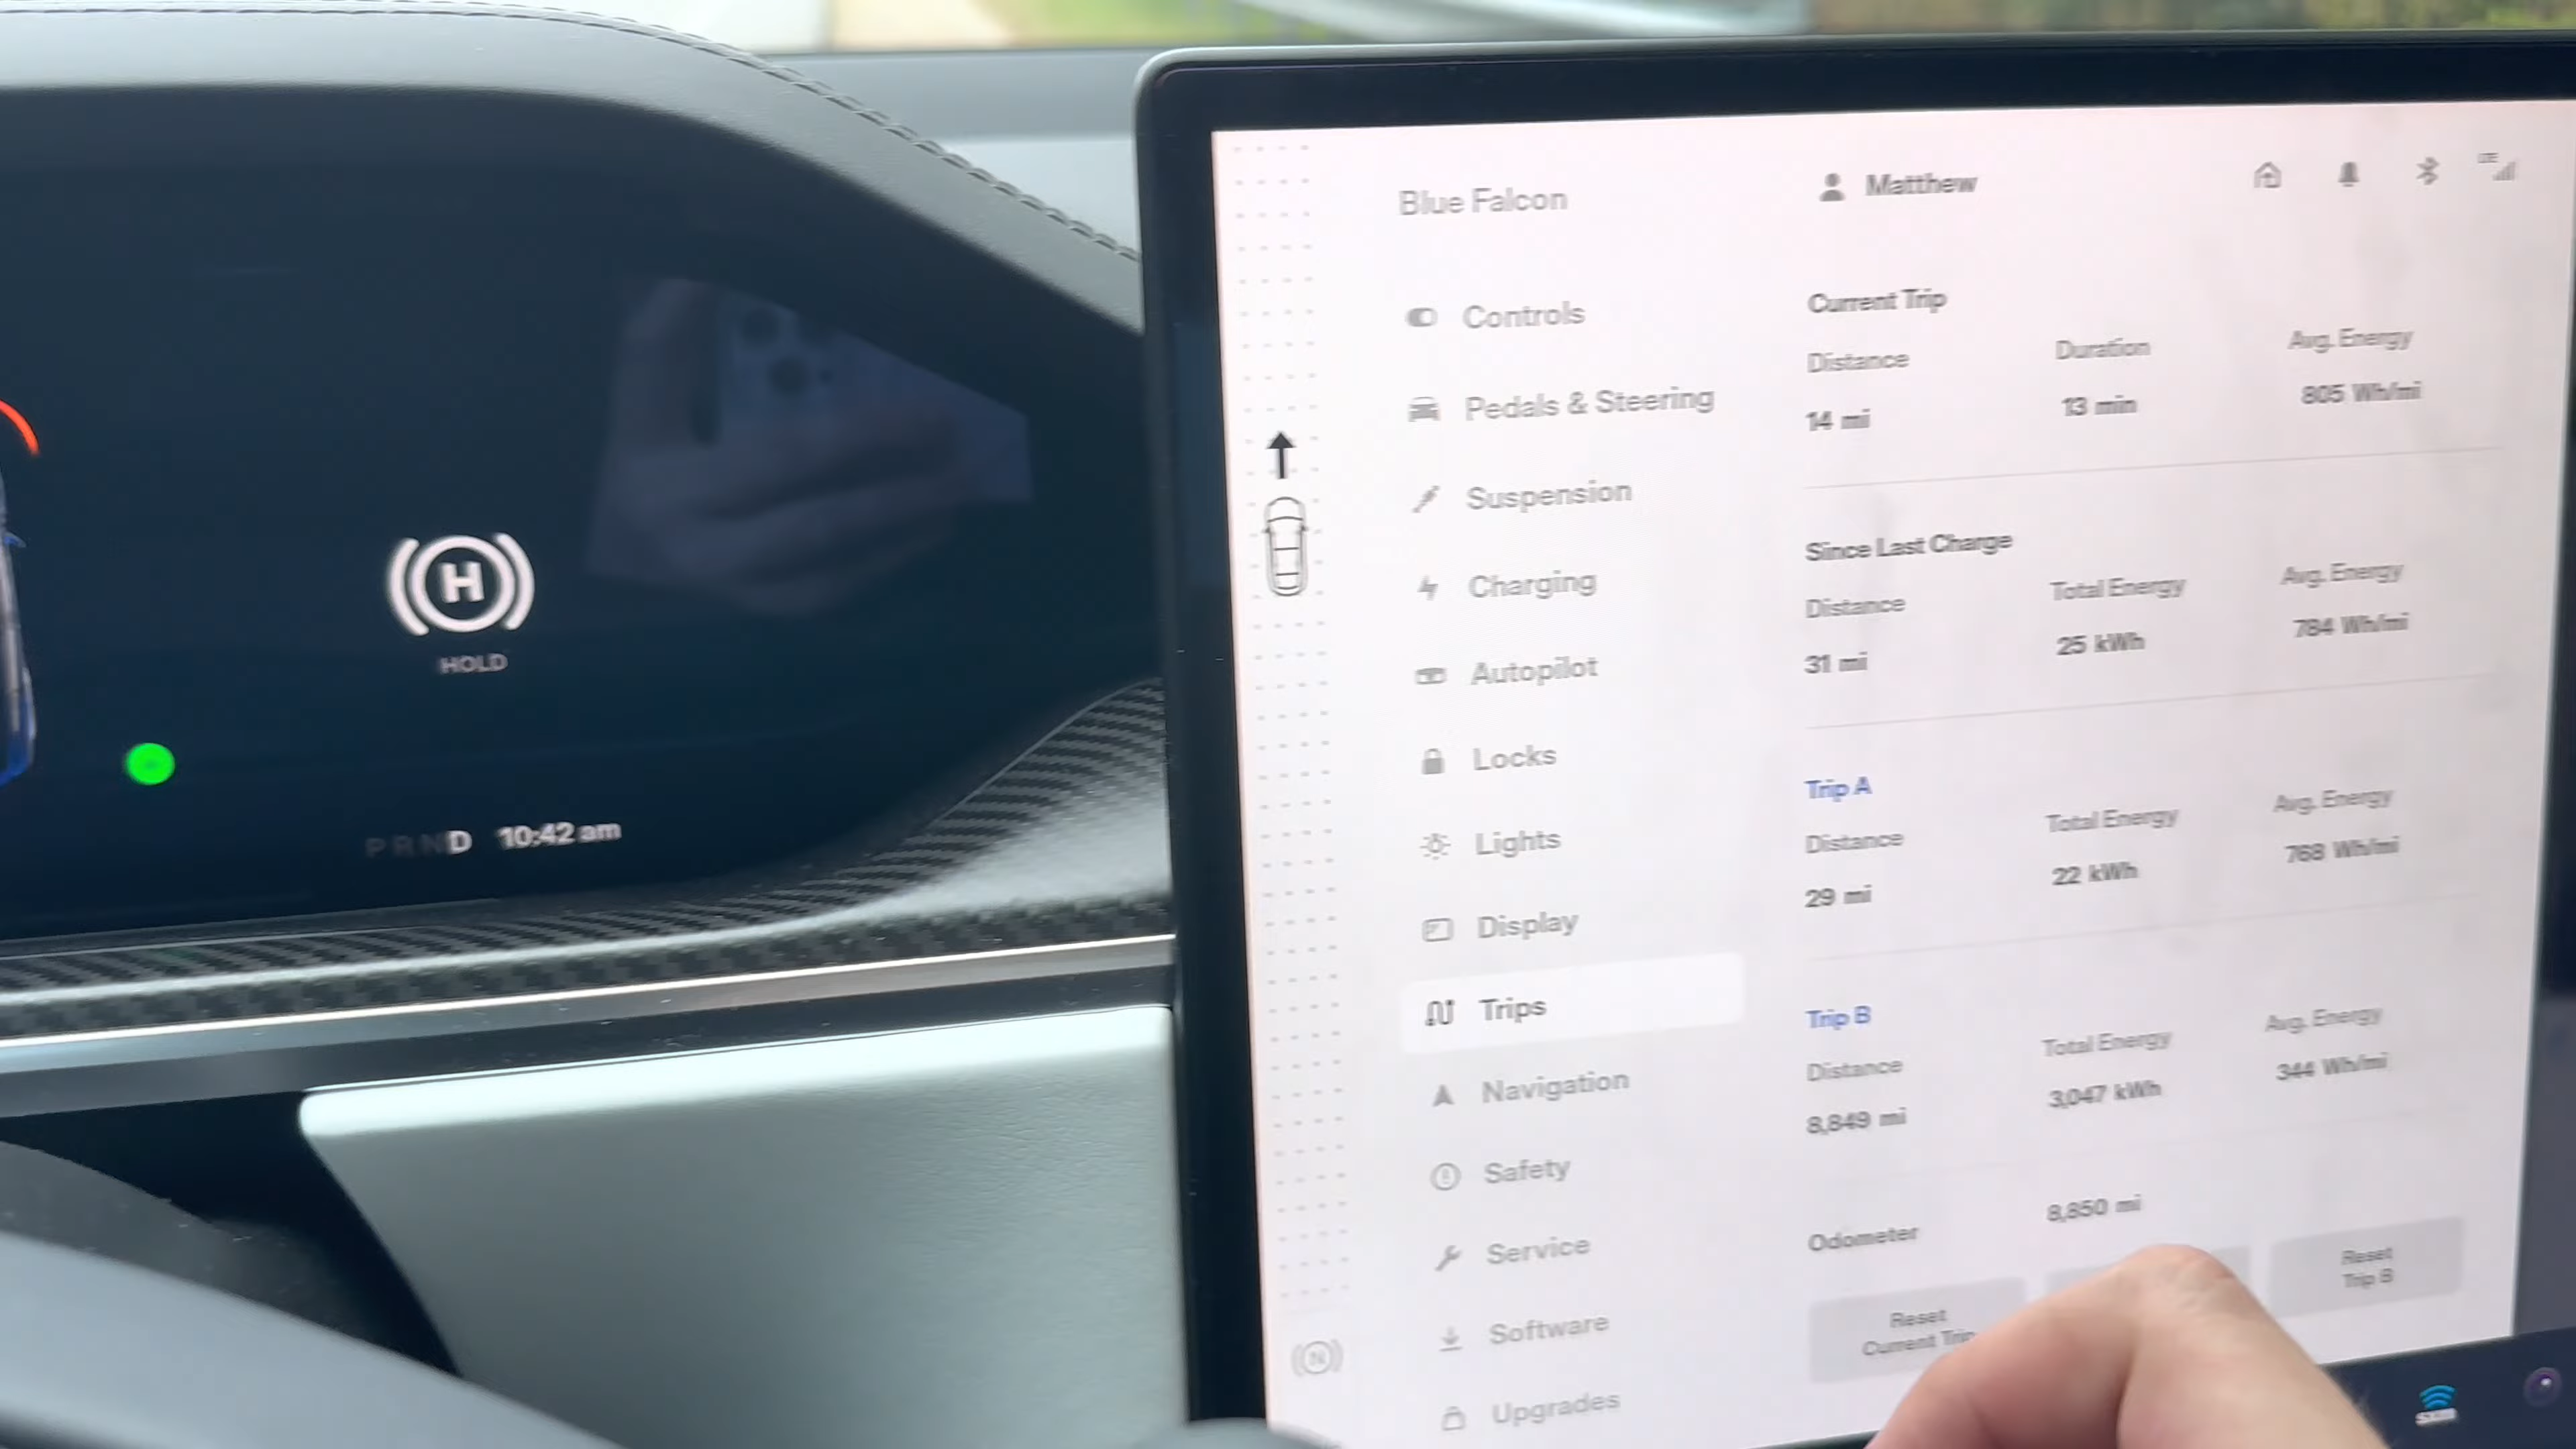 H
HOLD
P R N D 10:42 am
Blue Falcon
Matthew
LTE
Controls
Pedals & Steering
Suspension
Charging
Autopilot
Locks
Lights
Display
Trips
Navigation
Safety
Service
Software
Upgrades
Current Trip
Distance Duration Avg. Energy
14 mi 13 min 805 Wh/mi
Since Last Charge
Distance Total Energy Avg. Energy
31 mi 25 kWh 784 Wh/mi
Trip A
Distance Total Energy Avg. Energy
29 mi 22 kWh 768 Wh/mi
Trip B
Distance Total Energy Avg. Energy
8,849 mi 3,047 kWh 344 Wh/mi
Odometer 8,850 mi
Reset
Current Trip
Reset
Trip B